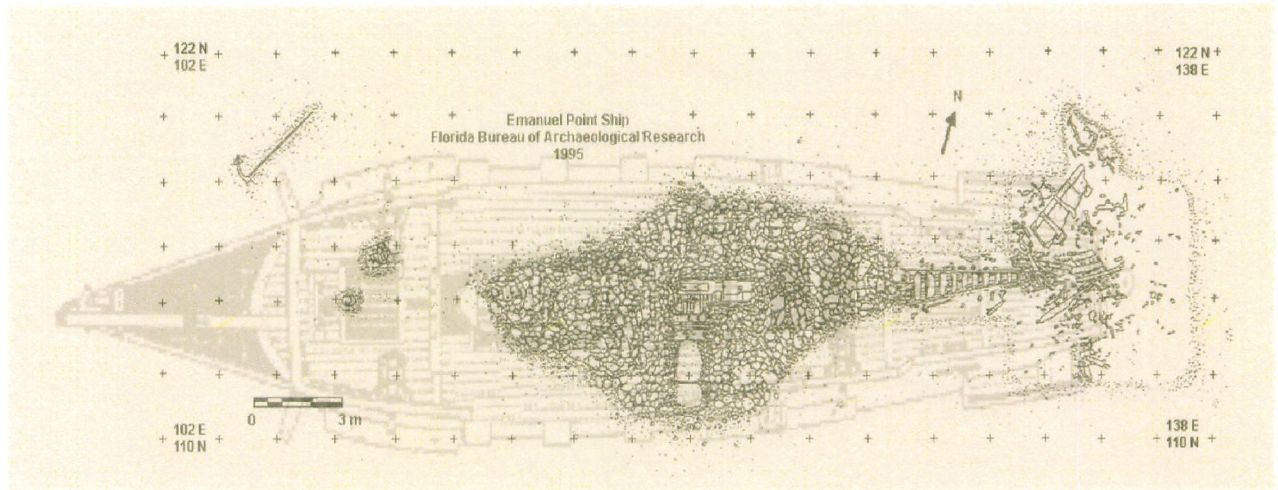 122 N
102 E
122 N
138 E
N
Emanuel Point Ship
Florida Bureau of Archaeological Research
1995
0 3 m
102 E
110 N
138 E
110 N